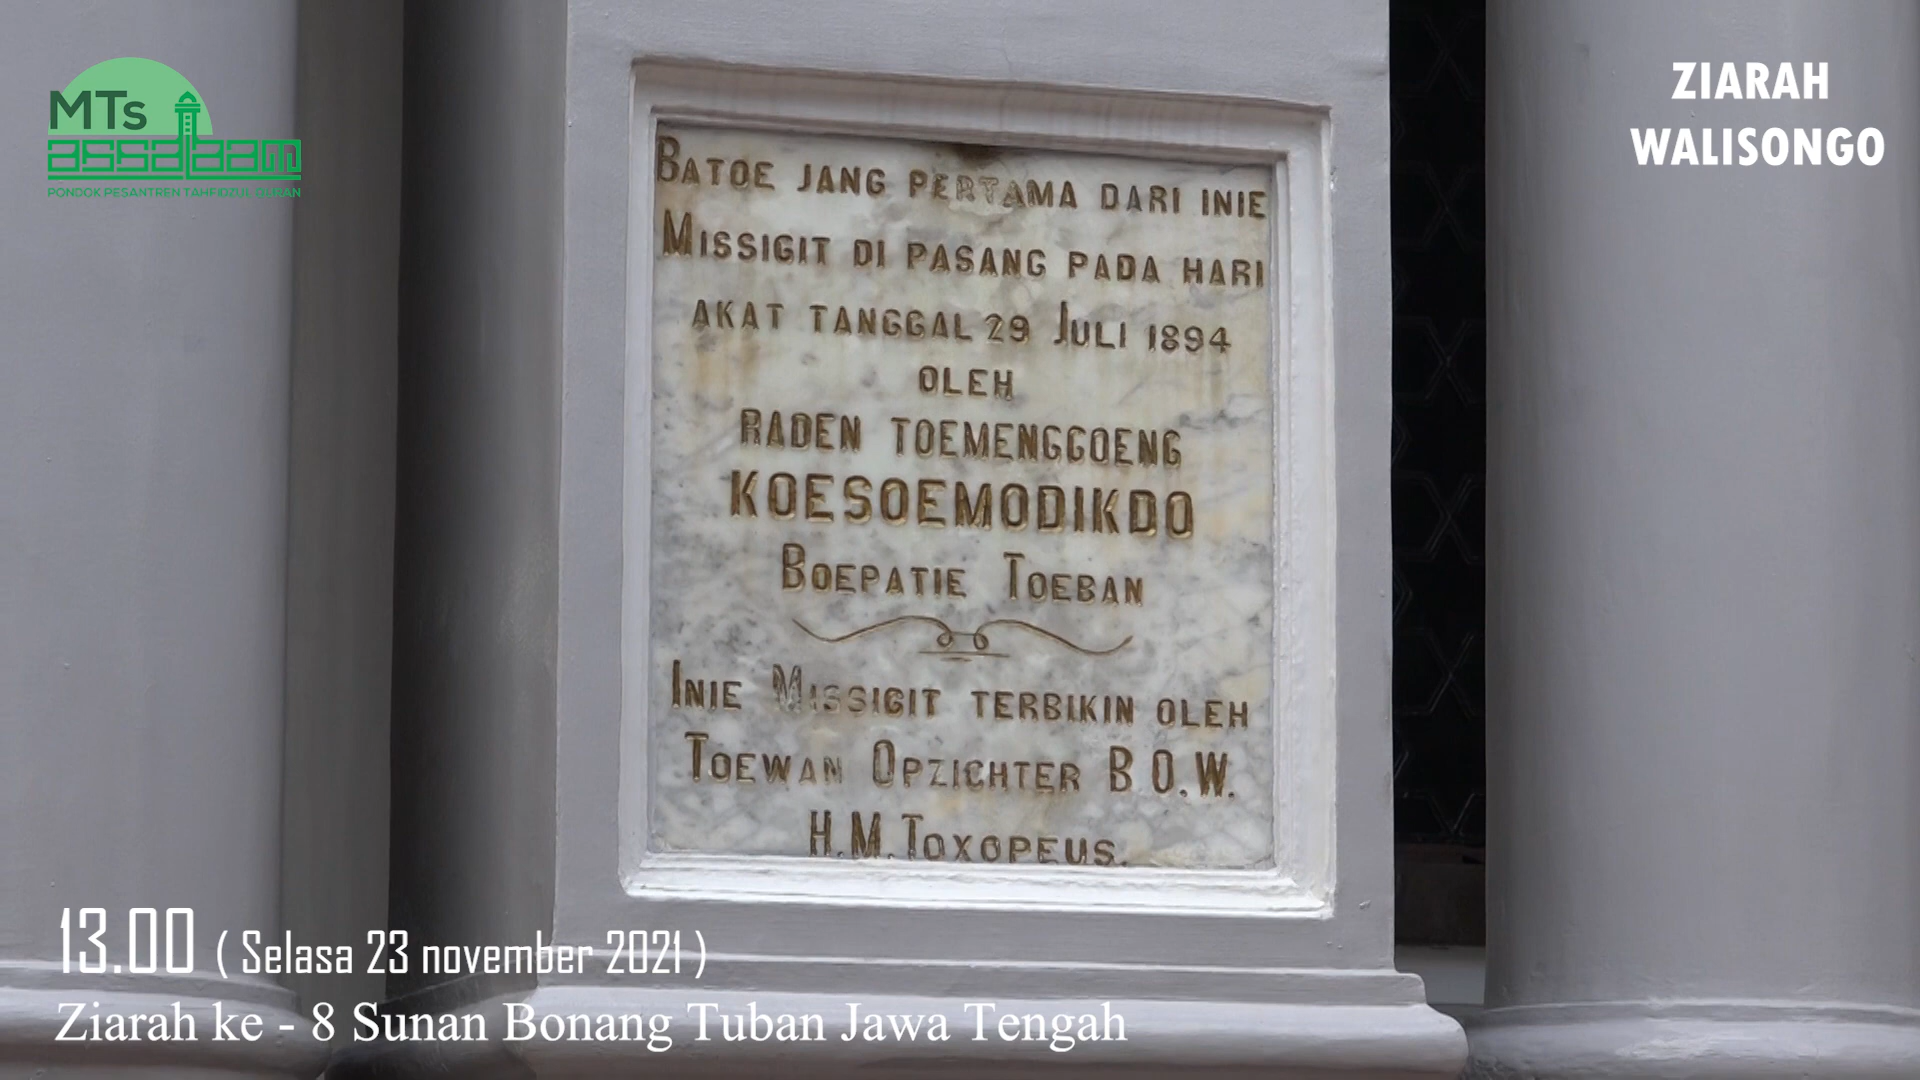 MTs
assalaam
PONDOK PESANTREN TAHFIDZUL QURAN
ZIARAH
WALISONGO
BATOE JANG PERTAMA DARI INIE
MISSIGIT DI PASANG PADA HARI
AKAT TANGGAL 29 JULI 1894
OLEH
RADEN TOEMENGGOENG
KOESOEMODIKDO
BOEPATIE TOEBAN
INIE MISSIGIT TERBIKIN OLEH
TOEWAN OPZICHTER B.O.W.
H.M.TOXOPEUS.
13.00 ( Selasa 23 november 2021 )
Ziarah ke - 8 Sunan Bonang Tuban Jawa Tengah